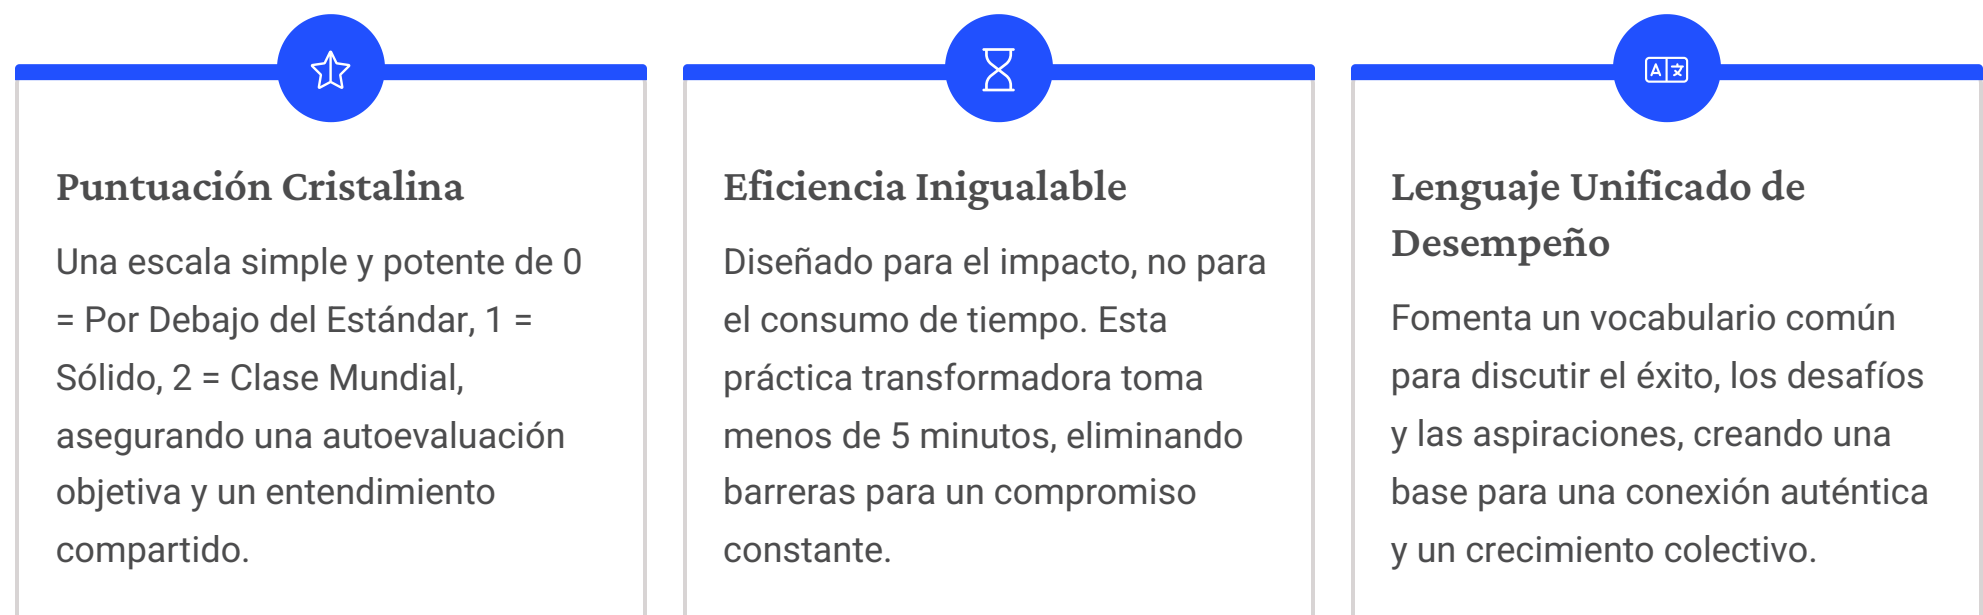 Puntuación Cristalina
Una escala simple y potente de 0
= Por Debajo del Estándar, 1 =
Sólido, 2 = Clase Mundial,
asegurando una autoevaluación
objetiva y un entendimiento
compartido.
Eficiencia Inigualable
Diseñado para el impacto, no para
el consumo de tiempo. Esta
práctica transformadora toma
menos de 5 minutos, eliminando
barreras para un compromiso
constante.
A 文
Lenguaje Unificado de
Desempeño
Fomenta un vocabulario común
para discutir el éxito, los desafíos
y las aspiraciones, creando una
base para una conexión auténtica
y un crecimiento colectivo.